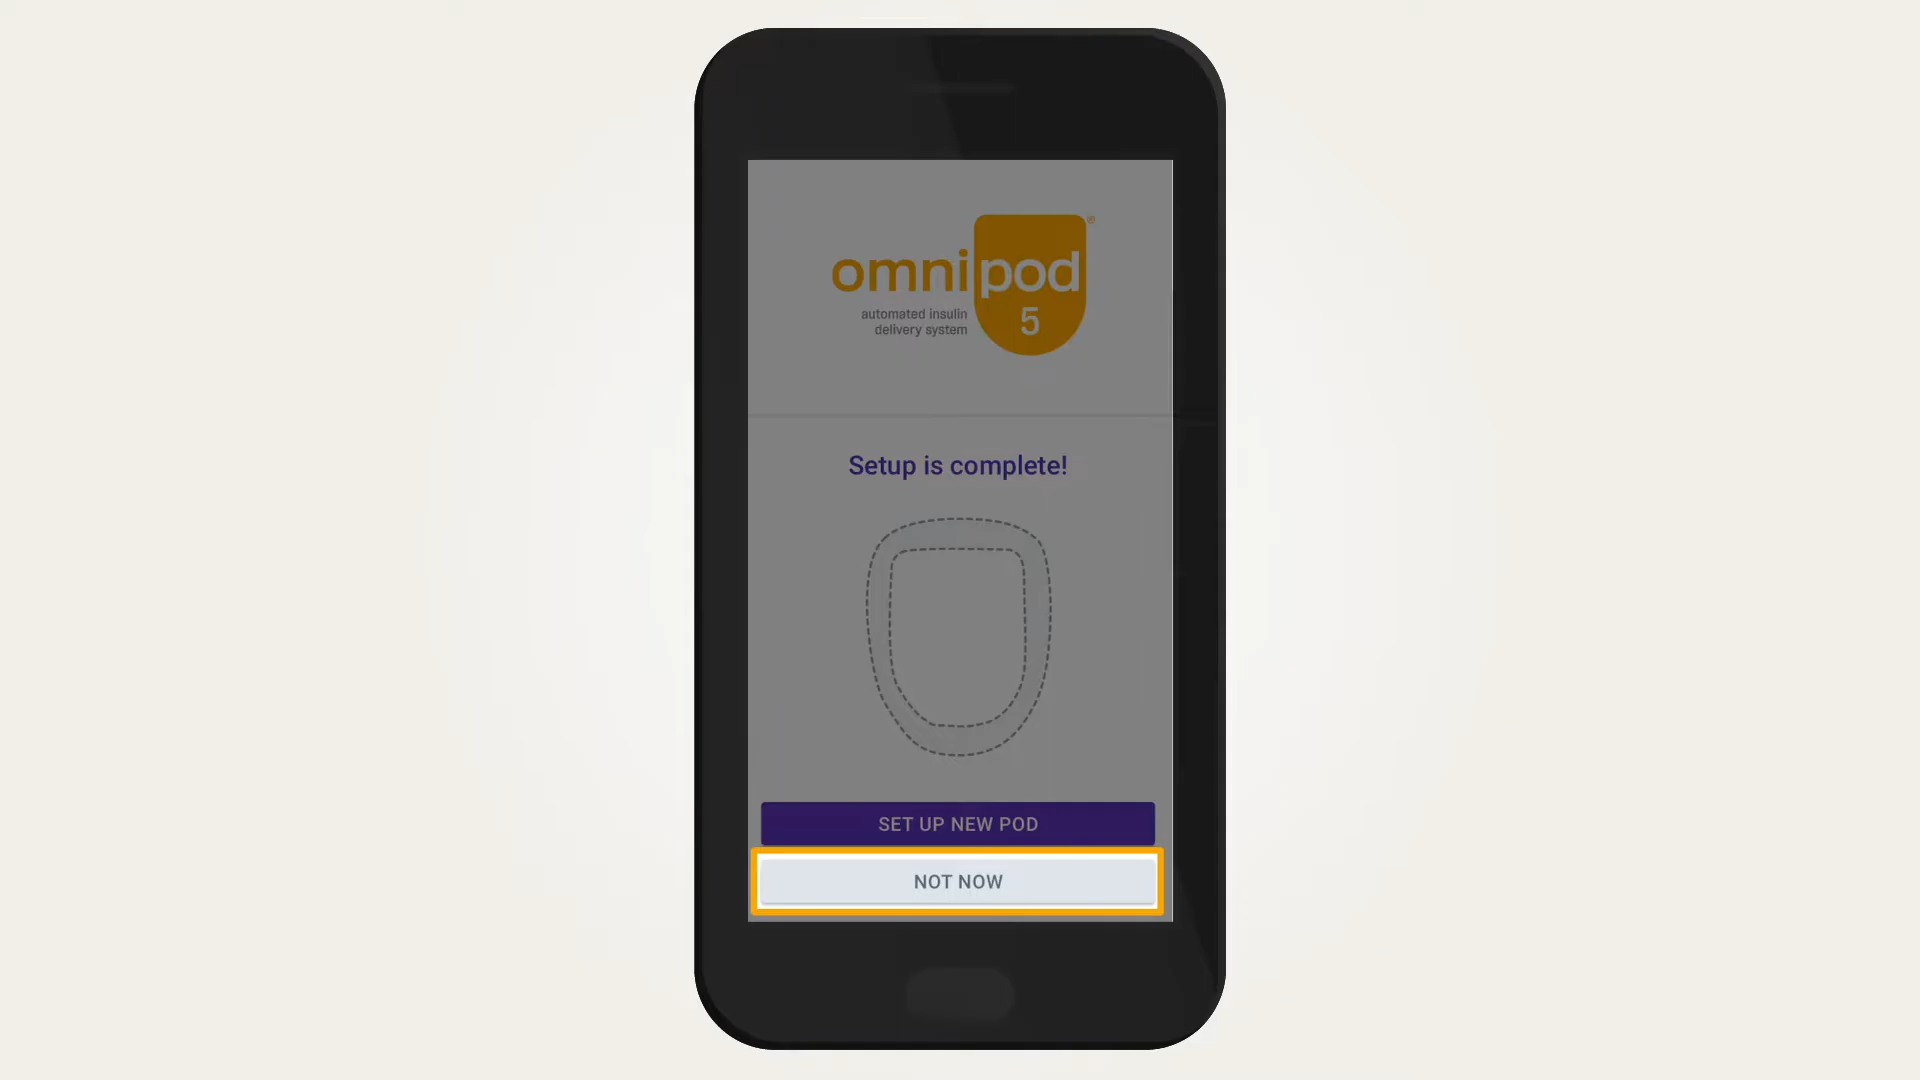 omnipod®
automated insulin
delivery system
5
Setup is complete!
SET UP NEW POD
NOT NOW